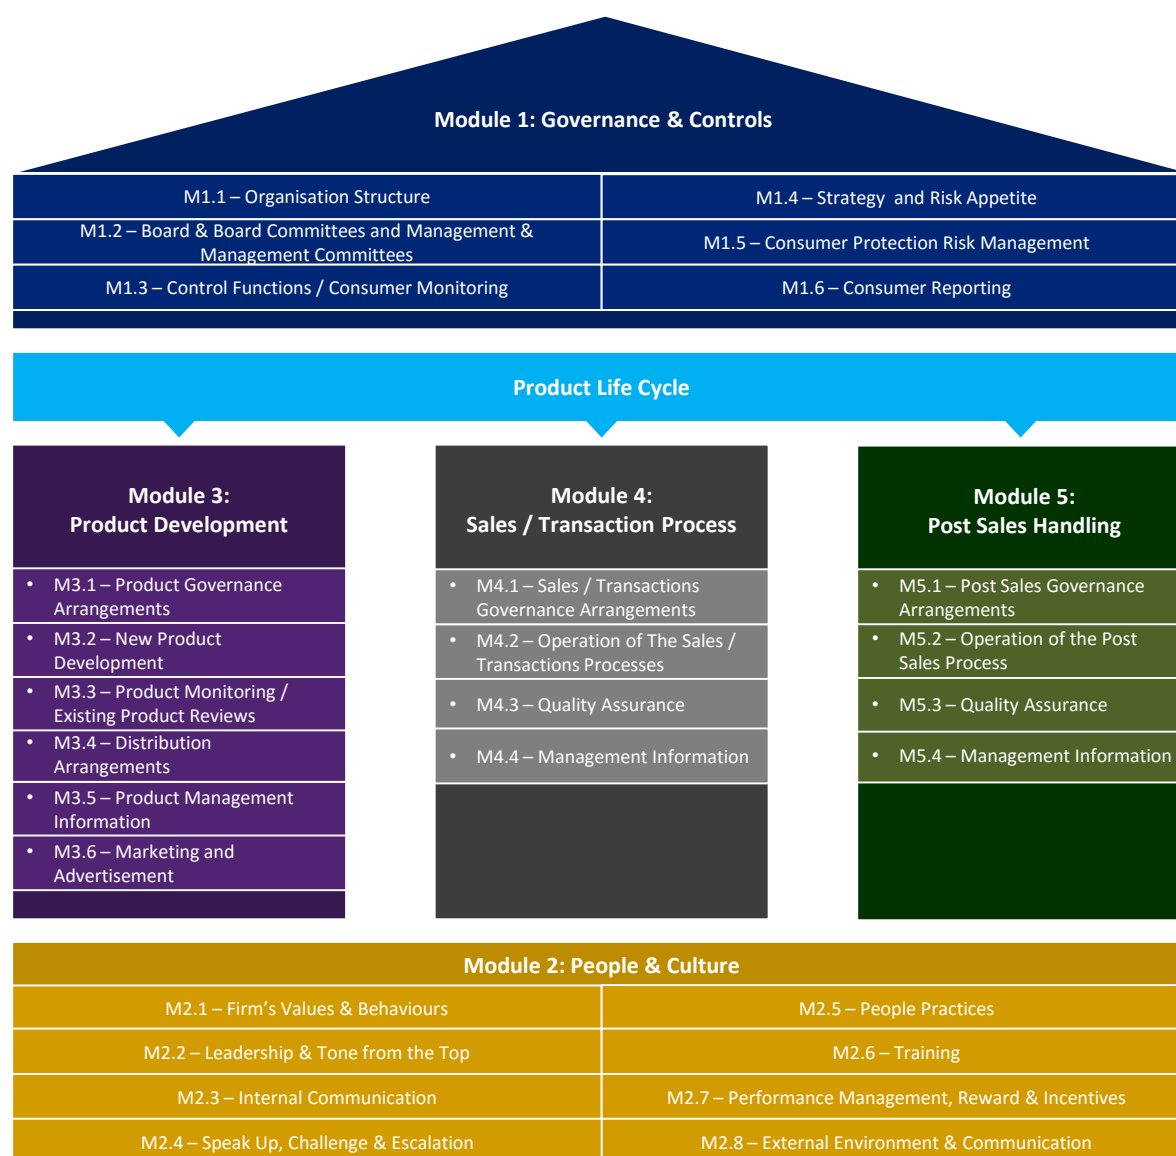 Module 1: Governance & Controls
M1.1 – Organisation Structure
M1.4 – Strategy and Risk Appetite
M1.2 – Board & Board Committees and Management &
Management Committees
M1.5 – Consumer Protection Risk Management
M1.3 – Control Functions / Consumer Monitoring
M1.6 – Consumer Reporting
Product Life Cycle
Module 3:
Product Development
• M3.1 – Product Governance
Arrangements
• M3.2 – New Product
Development
• M3.3 – Product Monitoring /
Existing Product Reviews
• M3.4 – Distribution
Arrangements
• M3.5 – Product Management
Information
• M3.6 – Marketing and
Advertisement
Module 4:
Sales / Transaction Process
• M4.1 – Sales / Transactions
Governance Arrangements
• M4.2 – Operation of The Sales /
Transactions Processes
• M4.3 – Quality Assurance
• M4.4 – Management Information
Module 5:
Post Sales Handling
• M5.1 – Post Sales Governance
Arrangements
• M5.2 – Operation of the Post
Sales Process
• M5.3 – Quality Assurance
• M5.4 – Management Information
Module 2: People & Culture
M2.1 – Firm’s Values & Behaviours
M2.5 – People Practices
M2.2 – Leadership & Tone from the Top
M2.6 – Training
M2.3 – Internal Communication
M2.7 – Performance Management, Reward & Incentives
M2.4 – Speak Up, Challenge & Escalation
M2.8 – External Environment & Communication